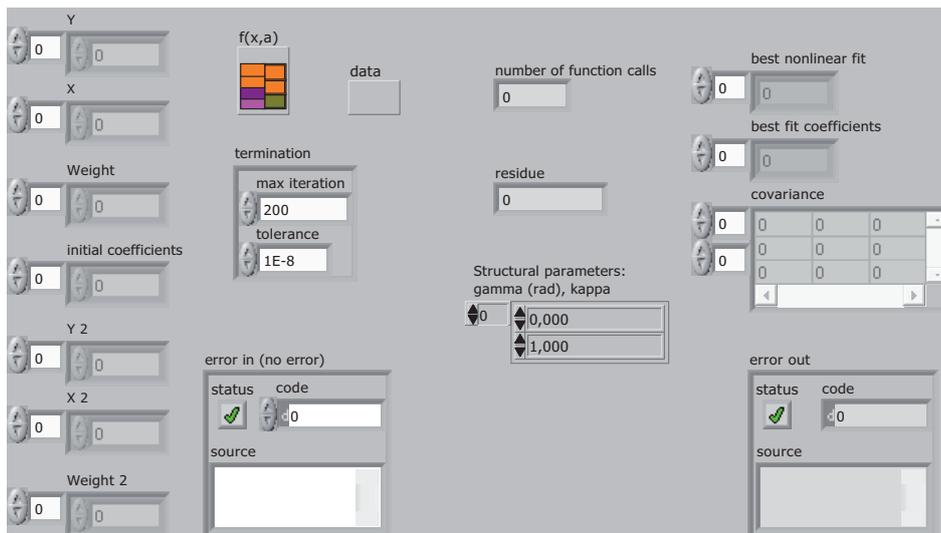 Y
0
0
X
0
0
Weight
0
0
initial coefficients
0
0
Y 2
0
0
X 2
0
0
Weight 2
0
0
f(x,a)
data
termination
max iteration
200
tolerance
1E-8
error in (no error)
status
code
d0
source
number of function calls
0
residue
0
Structural parameters:
gamma (rad), kappa
0
0,000
1,000
best nonlinear fit
0
0
best fit coefficients
0
0
covariance
0
0
0 0 0
0 0 0
0 0 0
error out
status
code
d0
source